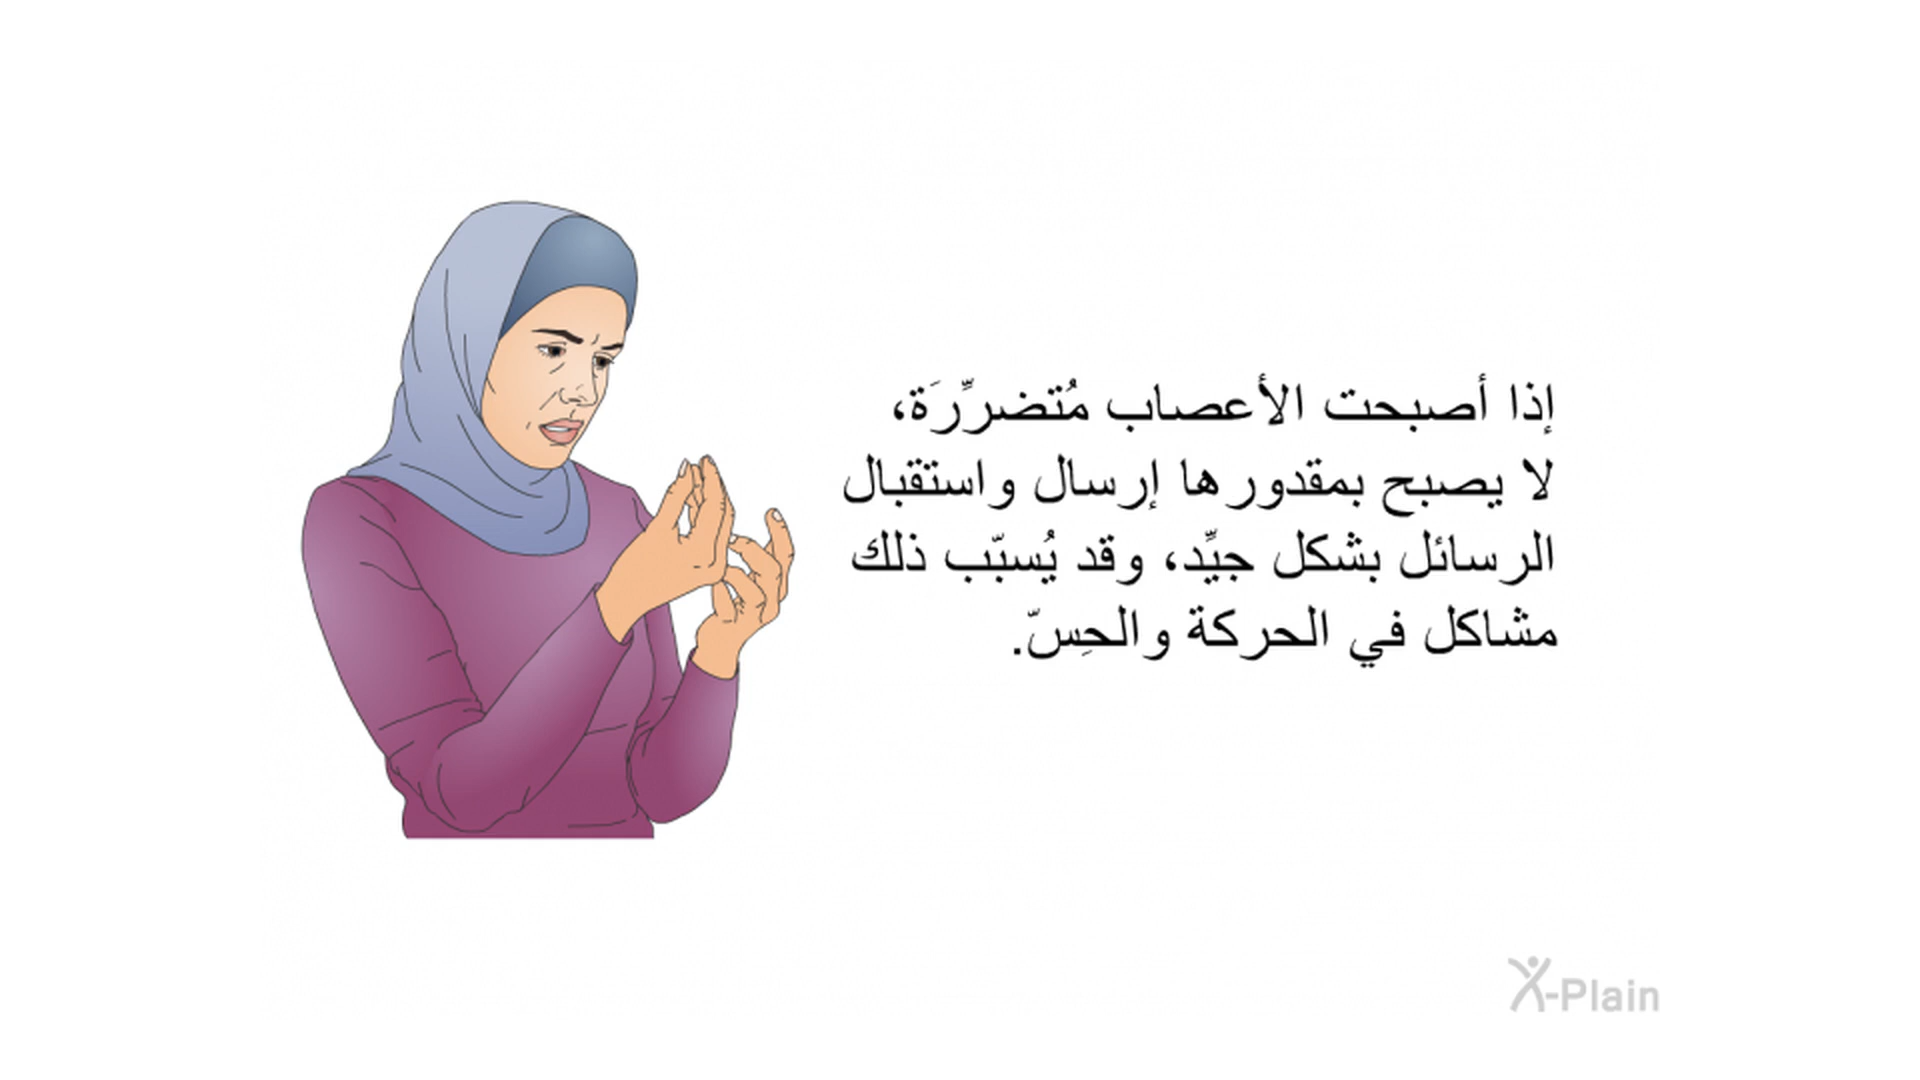 إذا أصبحت الأعصاب مُتضرِّرَة،
لا يصبح بمقدورها إرسال واستقبال
الرسائل بشكل جيِّد، وقد يُسبّب ذلك
مشاكل في الحركة والحِسّ.
X-Plain